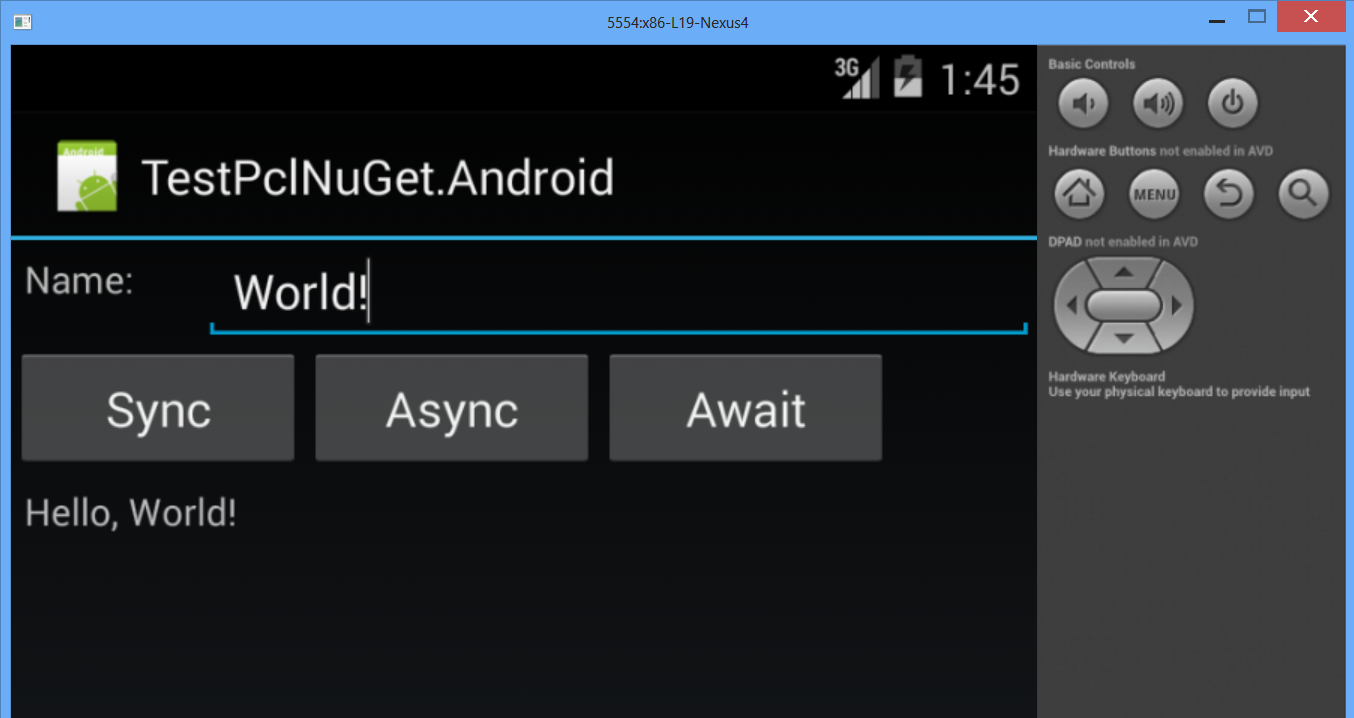 5554:x86-L19-Nexus4
3G 1:45
Android
TestPclNuGet.Android
Name: World!
Sync Async Await
Hello, World!
Basic Controls
Hardware Buttons not enabled in AVD
MENU
DPAD not enabled in AVD
Hardware Keyboard
Use your physical keyboard to provide input